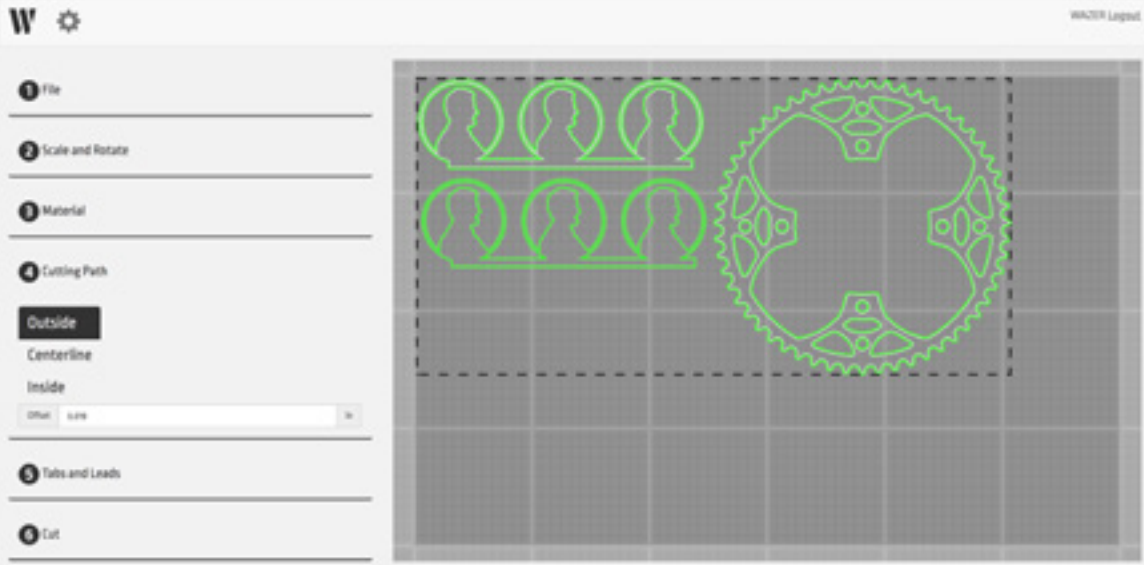 W
WAZER Logout
1 File
2 Scale and Rotate
3 Material
4 Cutting Path
Outside
Centerline
Inside
Offset in
5 Tabs and Leads
6 Cut